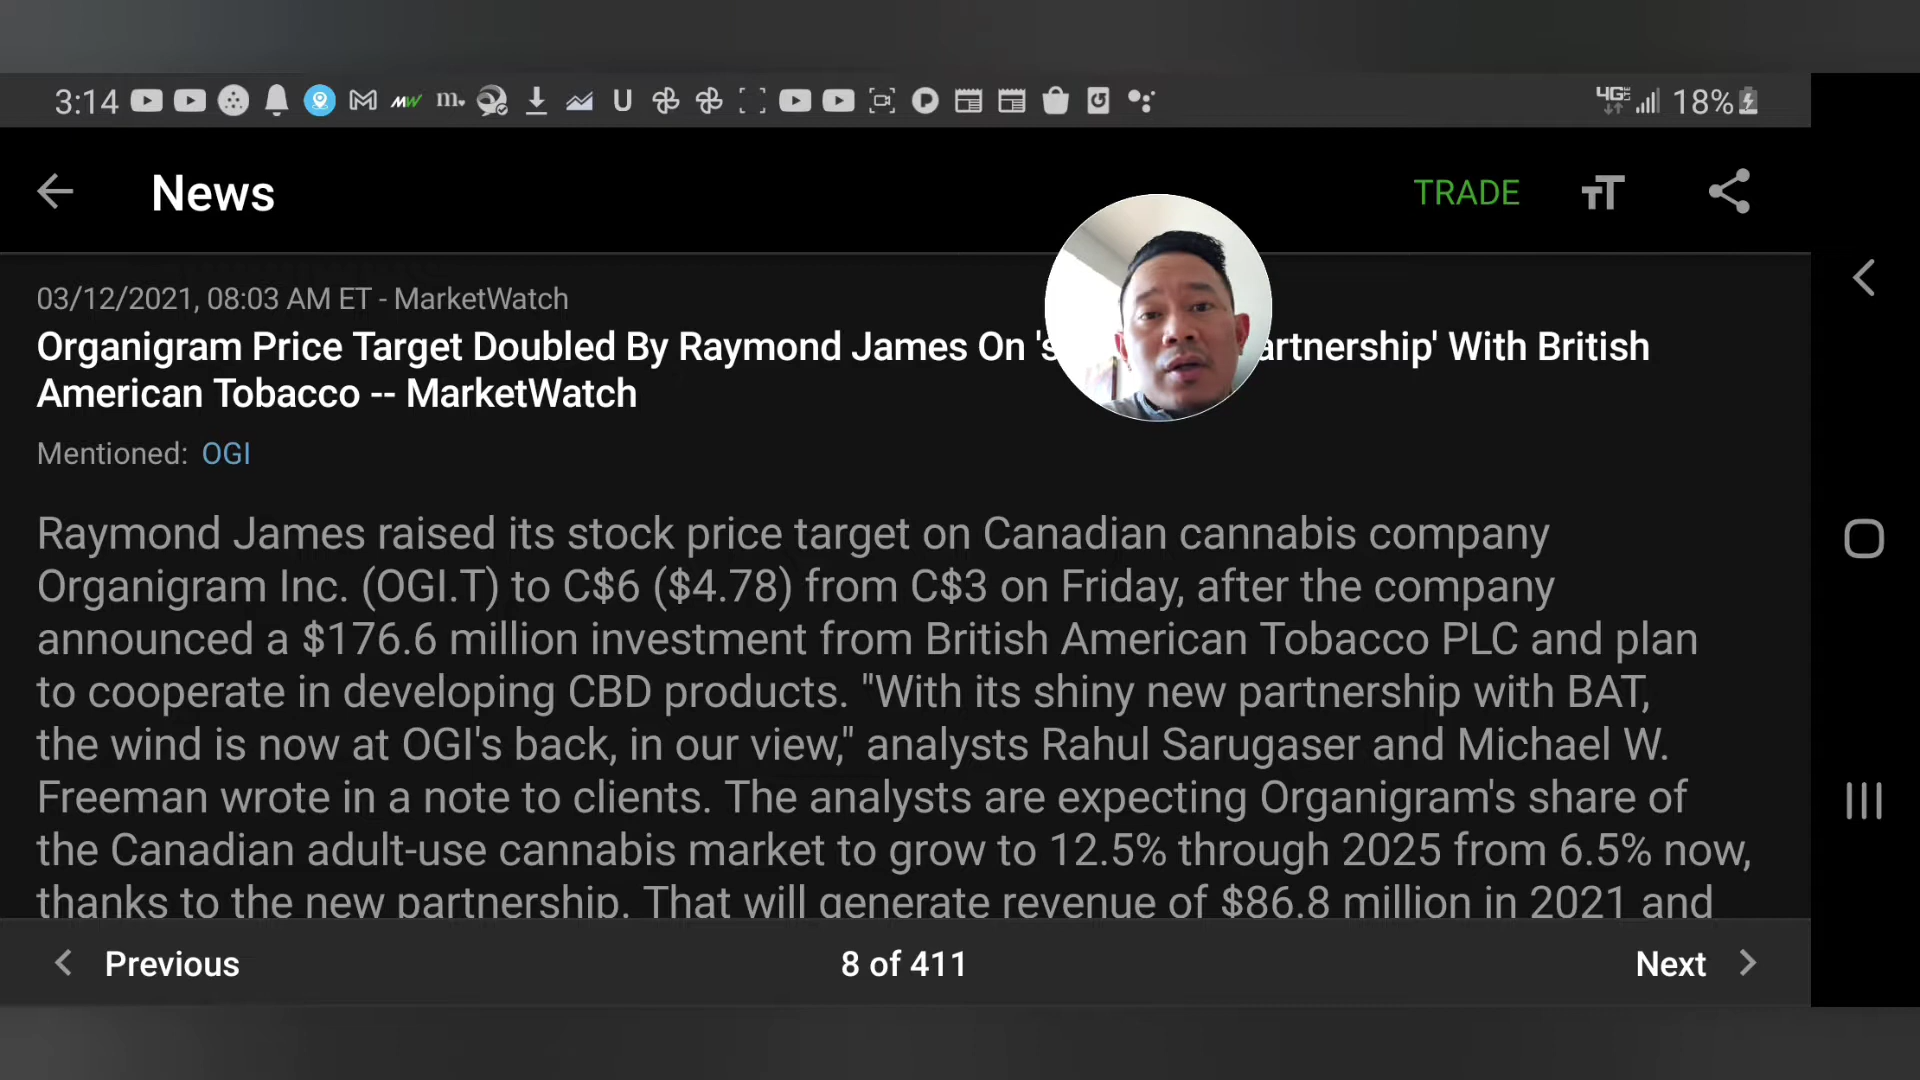 3:14
4G LTE 18%
News
TRADE
03/12/2021, 08:03 AM ET - MarketWatch
Organigram Price Target Doubled By Raymond James On 's artnership' With British
American Tobacco -- MarketWatch
Mentioned: OGI
Raymond James raised its stock price target on Canadian cannabis company
Organigram Inc. (OGI.T) to C$6 ($4.78) from C$3 on Friday, after the company
announced a $176.6 million investment from British American Tobacco PLC and plan
to cooperate in developing CBD products. "With its shiny new partnership with BAT,
the wind is now at OGI's back, in our view," analysts Rahul Sarugaser and Michael W.
Freeman wrote in a note to clients. The analysts are expecting Organigram's share of
the Canadian adult-use cannabis market to grow to 12.5% through 2025 from 6.5% now,
thanks to the new partnership. That will generate revenue of $86.8 million in 2021 and
Previous 8 of 411 Next